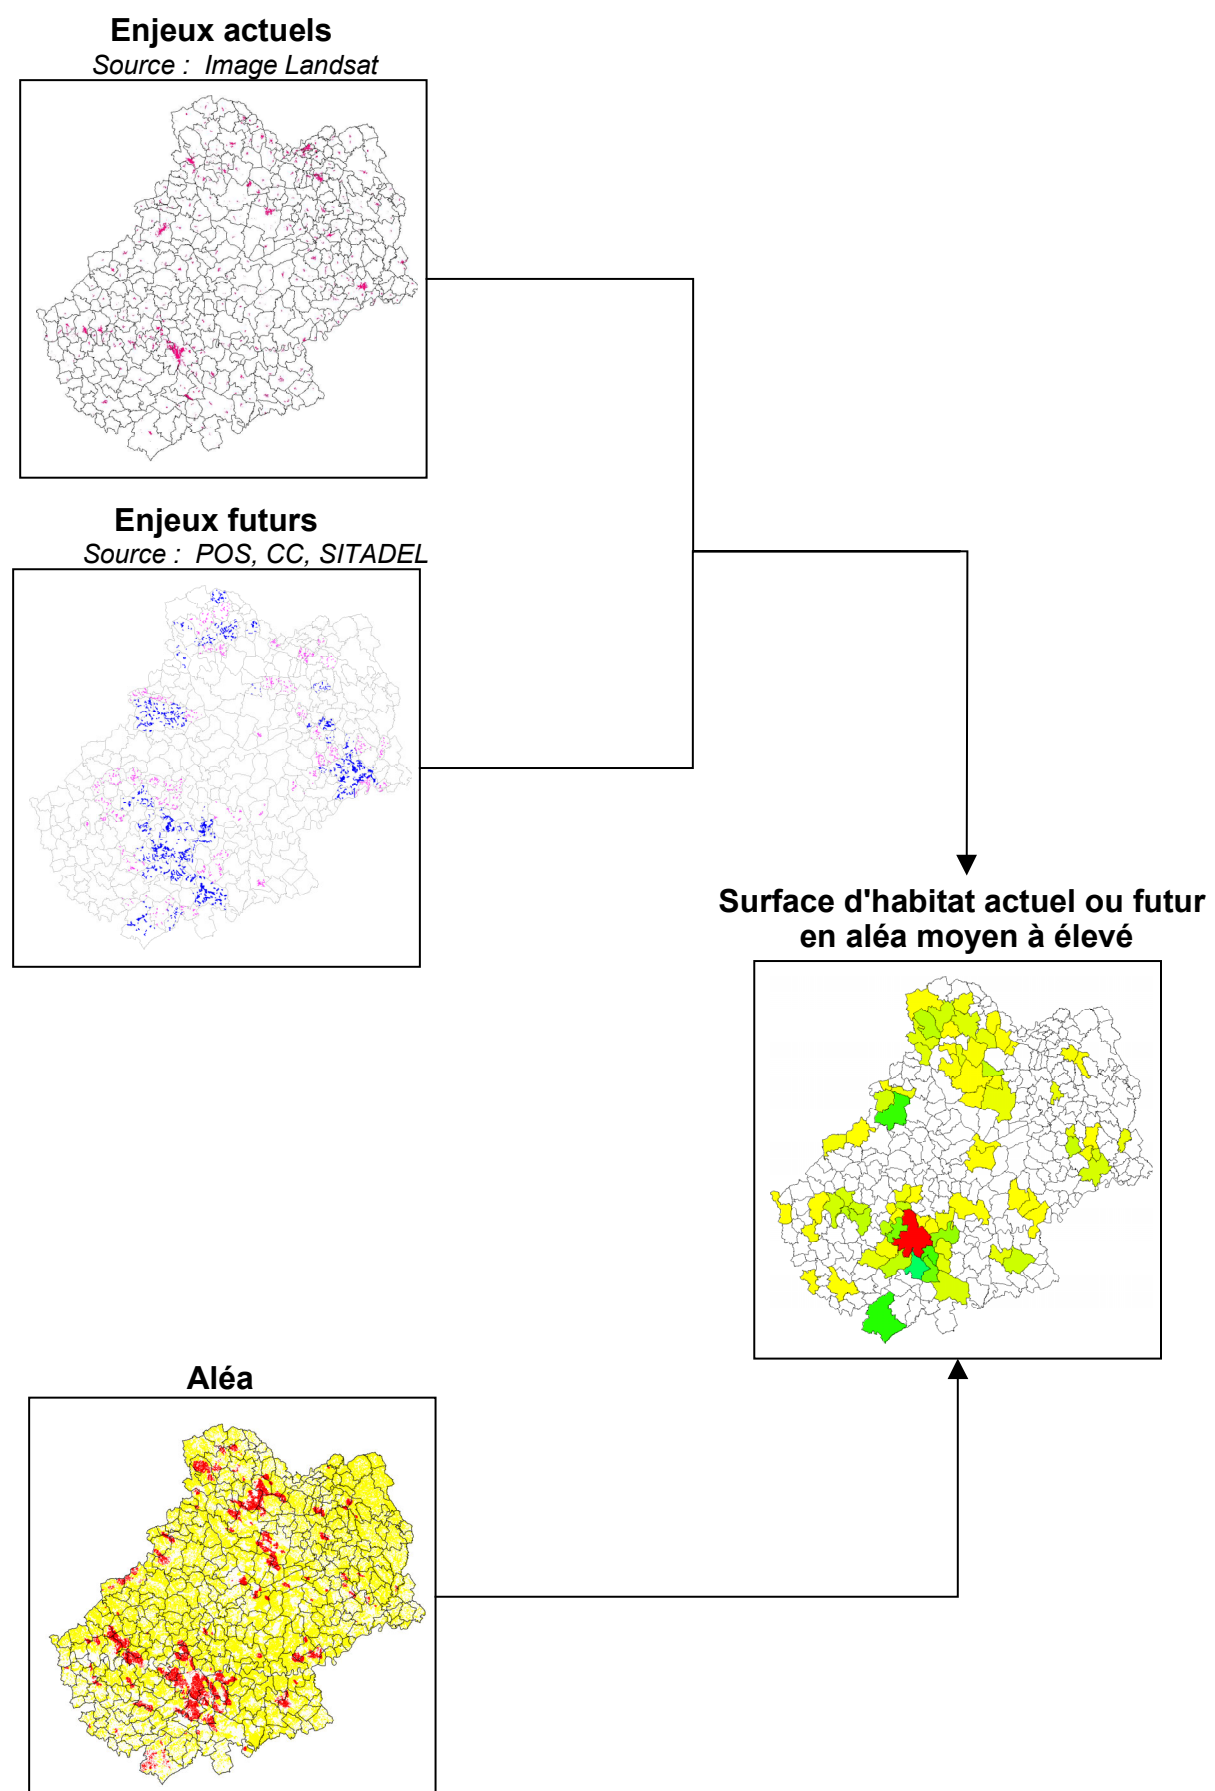 Enjeux actuels
Source : Image Landsat
Enjeux futurs
Source : POS, CC, SITADEL
Surface d'habitat actuel ou futur
en aléa moyen à élevé
Aléa